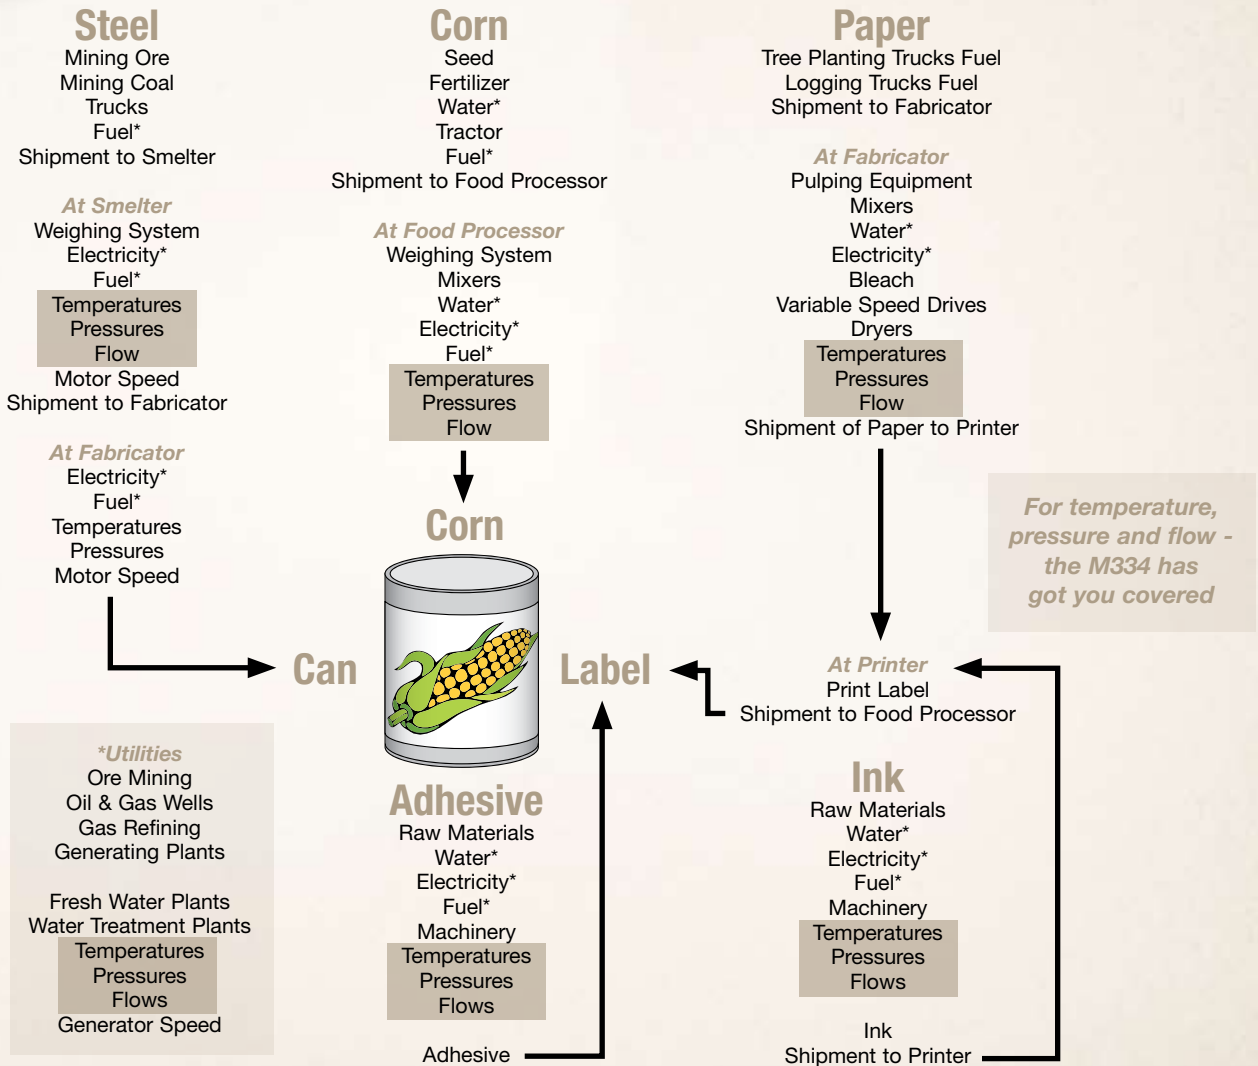 Steel
Mining Ore
Mining Coal
Trucks
Fuel*
Shipment to Smelter
At Smelter
Weighing System
Electricity*
Fuel*
Temperatures
Pressures
Flow
Motor Speed
Shipment to Fabricator
At Fabricator
Electricity*
Fuel*
Temperatures
Pressures
Motor Speed
Corn
Seed
Fertilizer
Water*
Tractor
Fuel*
Shipment to Food Processor
At Food Processor
Weighing System
Mixers
Water*
Electricity*
Fuel*
Temperatures
Pressures
Flow
Paper
Tree Planting Trucks Fuel
Logging Trucks Fuel
Shipment to Fabricator
At Fabricator
Pulping Equipment
Mixers
Water*
Electricity*
Bleach
Variable Speed Drives
Dryers
Temperatures
Pressures
Flow
Shipment of Paper to Printer
For temperature,
pressure and flow -
the M334 has
got you covered
Corn
Can
Label
At Printer
Print Label
Shipment to Food Processor
*Utilities
Ore Mining
Oil & Gas Wells
Gas Refining
Generating Plants
Fresh Water Plants
Water Treatment Plants
Temperatures
Pressures
Flows
Generator Speed
Adhesive
Raw Materials
Water*
Electricity*
Fuel*
Machinery
Temperatures
Pressures
Flows
Adhesive
Ink
Raw Materials
Water*
Electricity*
Fuel*
Machinery
Temperatures
Pressures
Flows
Ink
Shipment to Printer